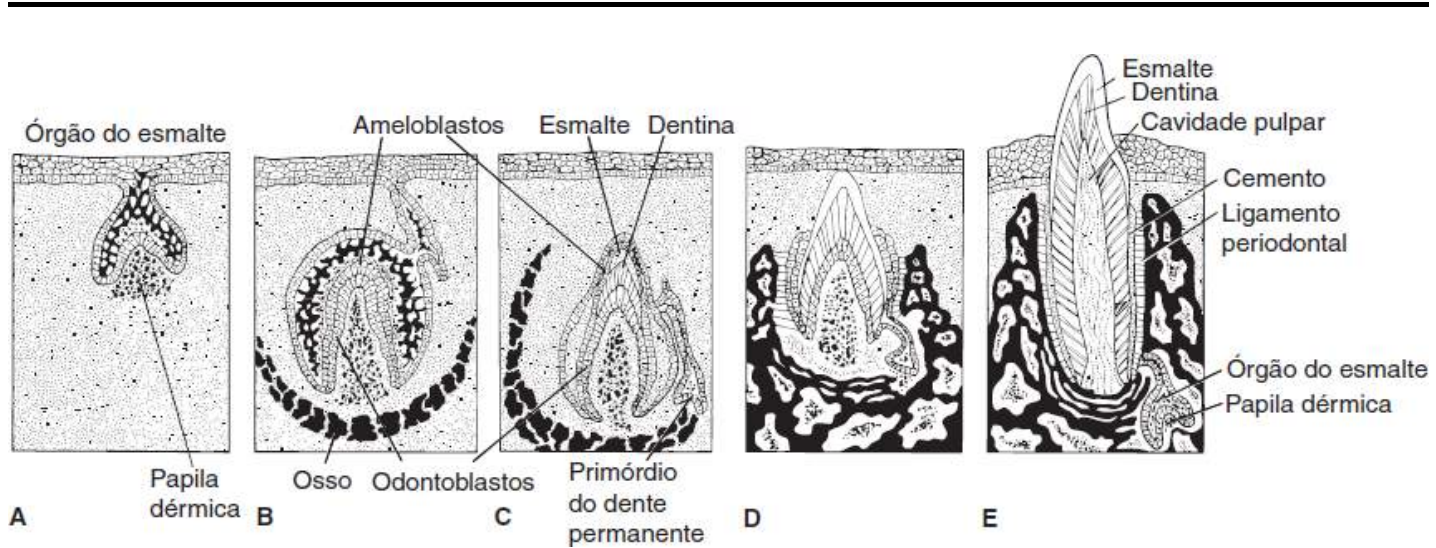 Órgão do esmalte
Ameloblastos
Esmalte
Dentina
Esmalte
Dentina
Cavidade pulpar
Cemento
Ligamento
periodontal
Órgão do esmalte
Papila dérmica
Papila
dérmica
Osso
Odontoblastos
Primórdio
do dente
permanente
A
B
C
D
E